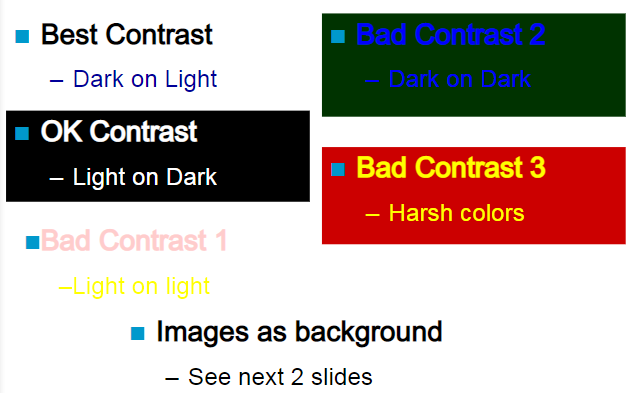 ■ Best Contrast
– Dark on Light
■ OK Contrast
– Light on Dark
■Bad Contrast 1
–Light on light
■ Bad Contrast 2
– Dark on Dark
■ Bad Contrast 3
– Harsh colors
■ Images as background
– See next 2 slides